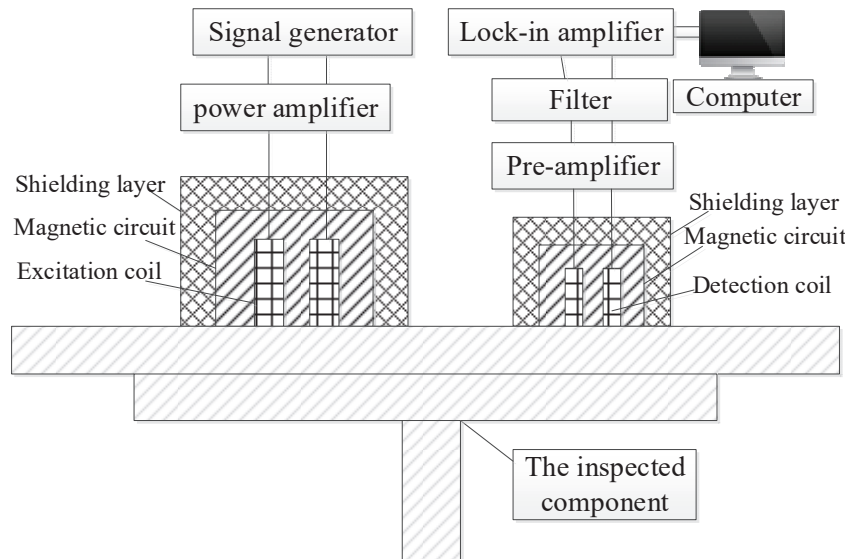 Signal generator
Lock-in amplifier
power amplifier
Filter
Computer
Pre-amplifier
Shielding layer
Magnetic circuit
Excitation coil
Shielding layer
Magnetic circuit
Detection coil
The inspected
component